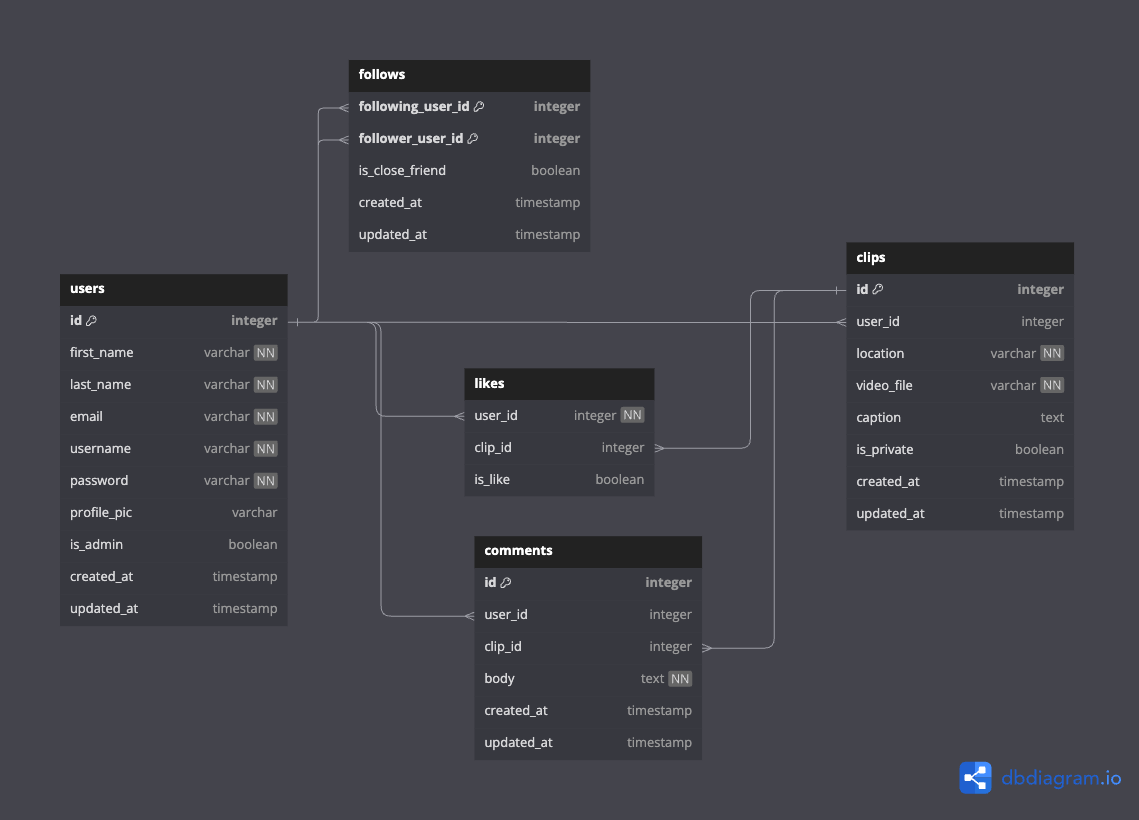 follows
following_user_id integer
follower_user_id integer
is_close_friend boolean
created_at timestamp
updated_at timestamp
users
id integer
first_name varchar NN
last_name varchar NN
email varchar NN
username varchar NN
password varchar NN
profile_pic varchar
is_admin boolean
created_at timestamp
updated_at timestamp
likes
user_id integer NN
clip_id integer
is_like boolean
comments
id integer
user_id integer
clip_id integer
body text NN
created_at timestamp
updated_at timestamp
clips
id integer
user_id integer
location varchar NN
video_file varchar NN
caption text
is_private boolean
created_at timestamp
updated_at timestamp
dbdiagram.io